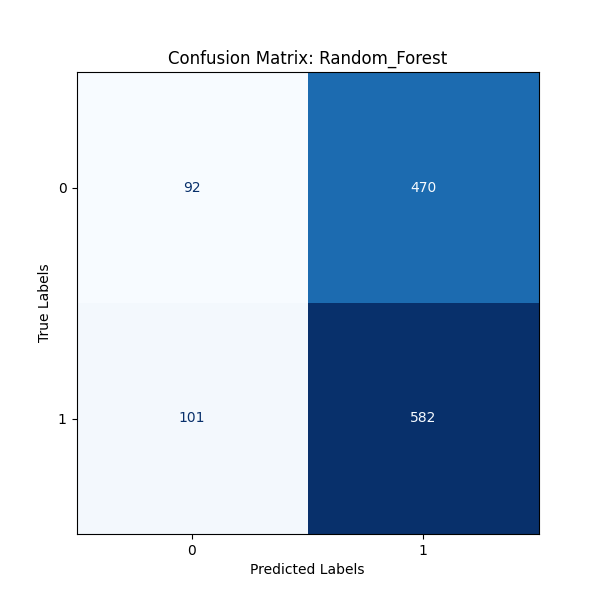 Confusion Matrix: Random_Forest
True Labels
0
92
470
1
101
582
0
1
Predicted Labels